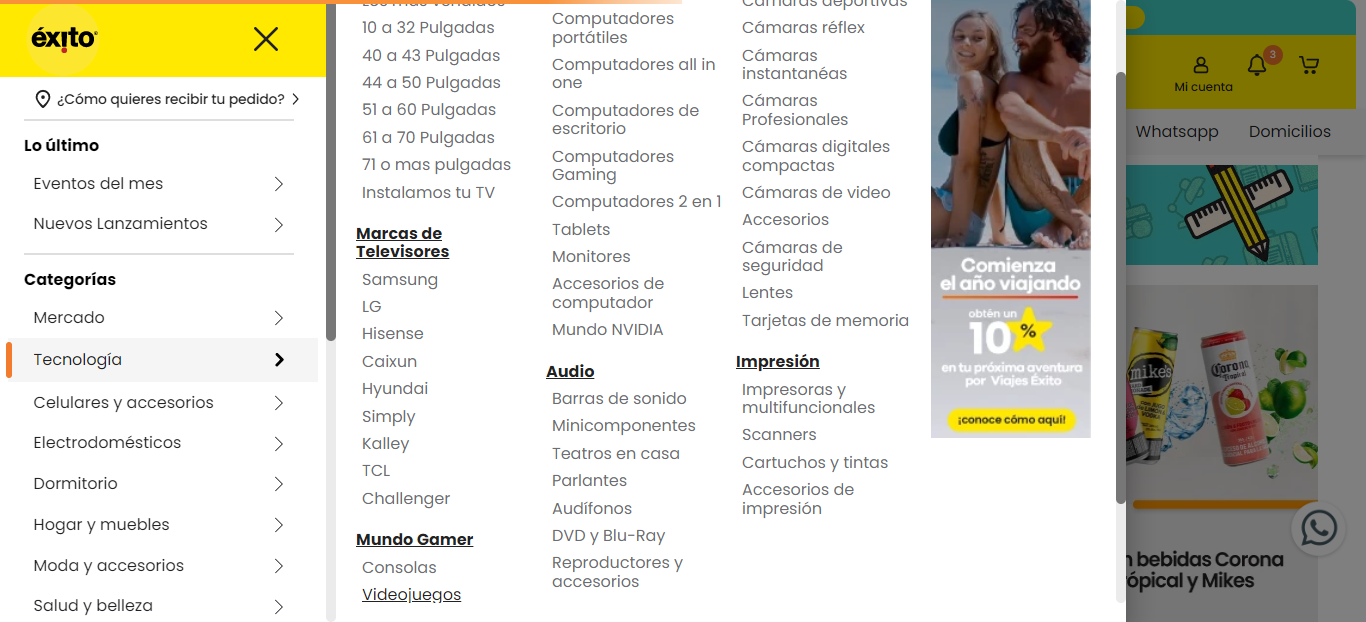 éxito
¿Cómo quieres recibir tu pedido?
Lo último
Eventos del mes
Nuevos Lanzamientos
Categorías
Mercado
Tecnología
Celulares y accesorios
Electrodomésticos
Dormitorio
Hogar y muebles
Moda y accesorios
Salud y belleza
Los más vendidos
10 a 32 Pulgadas
40 a 43 Pulgadas
44 a 50 Pulgadas
51 a 60 Pulgadas
61 a 70 Pulgadas
71 o mas pulgadas
Instalamos tu TV
Marcas de
Televisores
Samsung
LG
Hisense
Caixun
Hyundai
Simply
Kalley
TCL
Challenger
Mundo Gamer
Consolas
Videojuegos
Computadores
portátiles
Computadores all in
one
Computadores de
escritorio
Computadores
Gaming
Computadores 2 en 1
Tablets
Monitores
Accesorios de
computador
Mundo NVIDIA
Audio
Barras de sonido
Minicomponentes
Teatros en casa
Parlantes
Audífonos
DVD y Blu-Ray
Reproductores y
accesorios
Cámaras deportivas
Cámaras réflex
Cámaras
instantanéas
Cámaras
Profesionales
Cámaras digitales
compactas
Cámaras de video
Accesorios
Cámaras de
seguridad
Lentes
Tarjetas de memoria
Impresión
Impresoras y
multifuncionales
Scanners
Cartuchos y tintas
Accesorios de
impresión
Comienza
el año viajando
obtén un
10%
en tu próxima aventura
por Viajes Éxito
¡conoce cómo aquí!
3
Mi cuenta
Whatsapp
Domicilios
mike's
Corona
Tropical
n bebidas Corona
rópical y Mikes